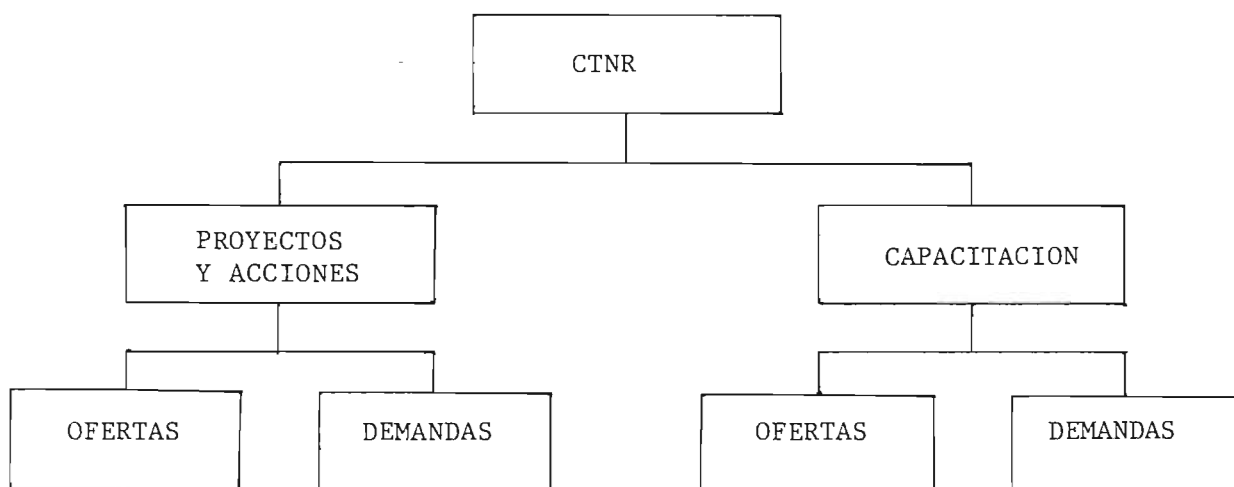 CTNR
PROYECTOS
Y ACCIONES
CAPACITACION
OFERTAS
DEMANDAS
OFERTAS
DEMANDAS